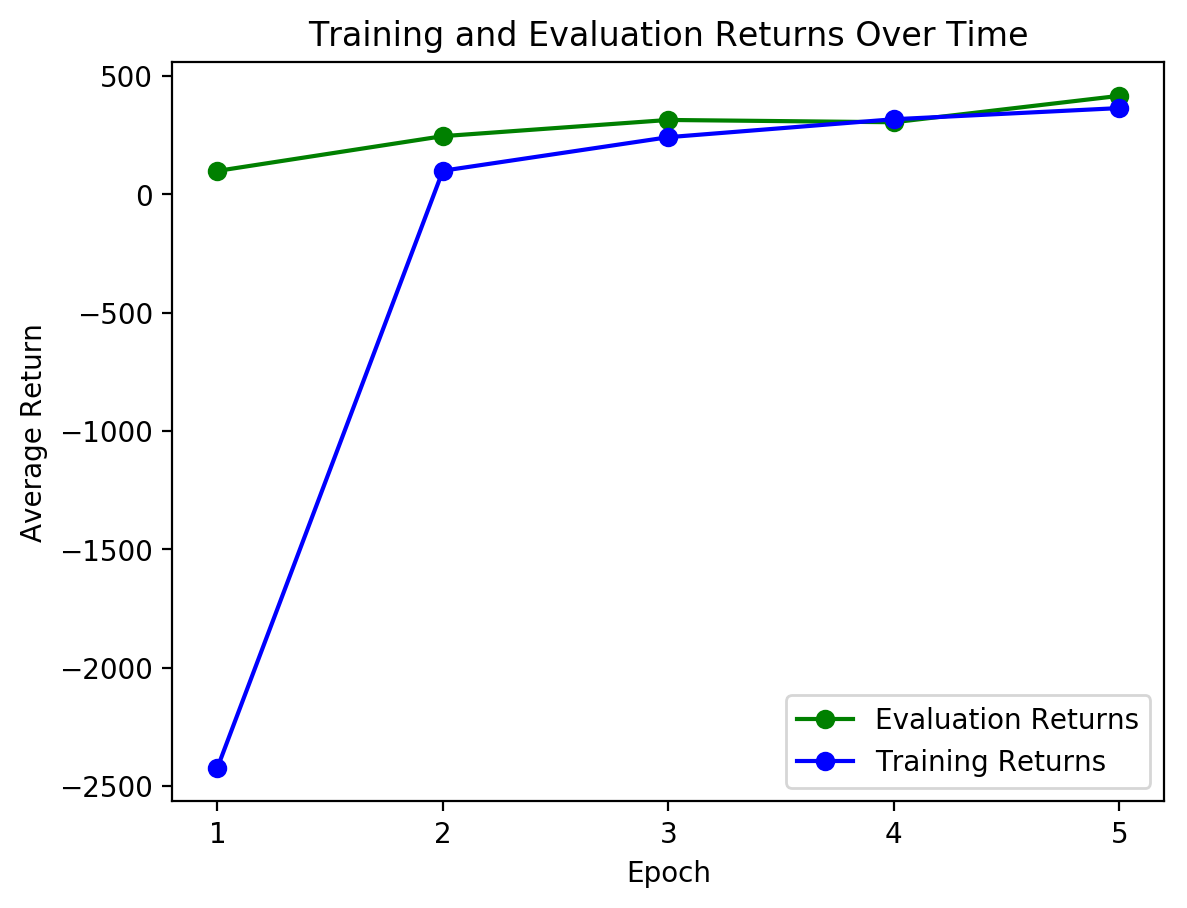 Training and Evaluation Returns Over Time
500
0
−500
−1000
−1500
−2000
−2500
Average Return
1
2
3
4
5
Epoch
Evaluation Returns
Training Returns